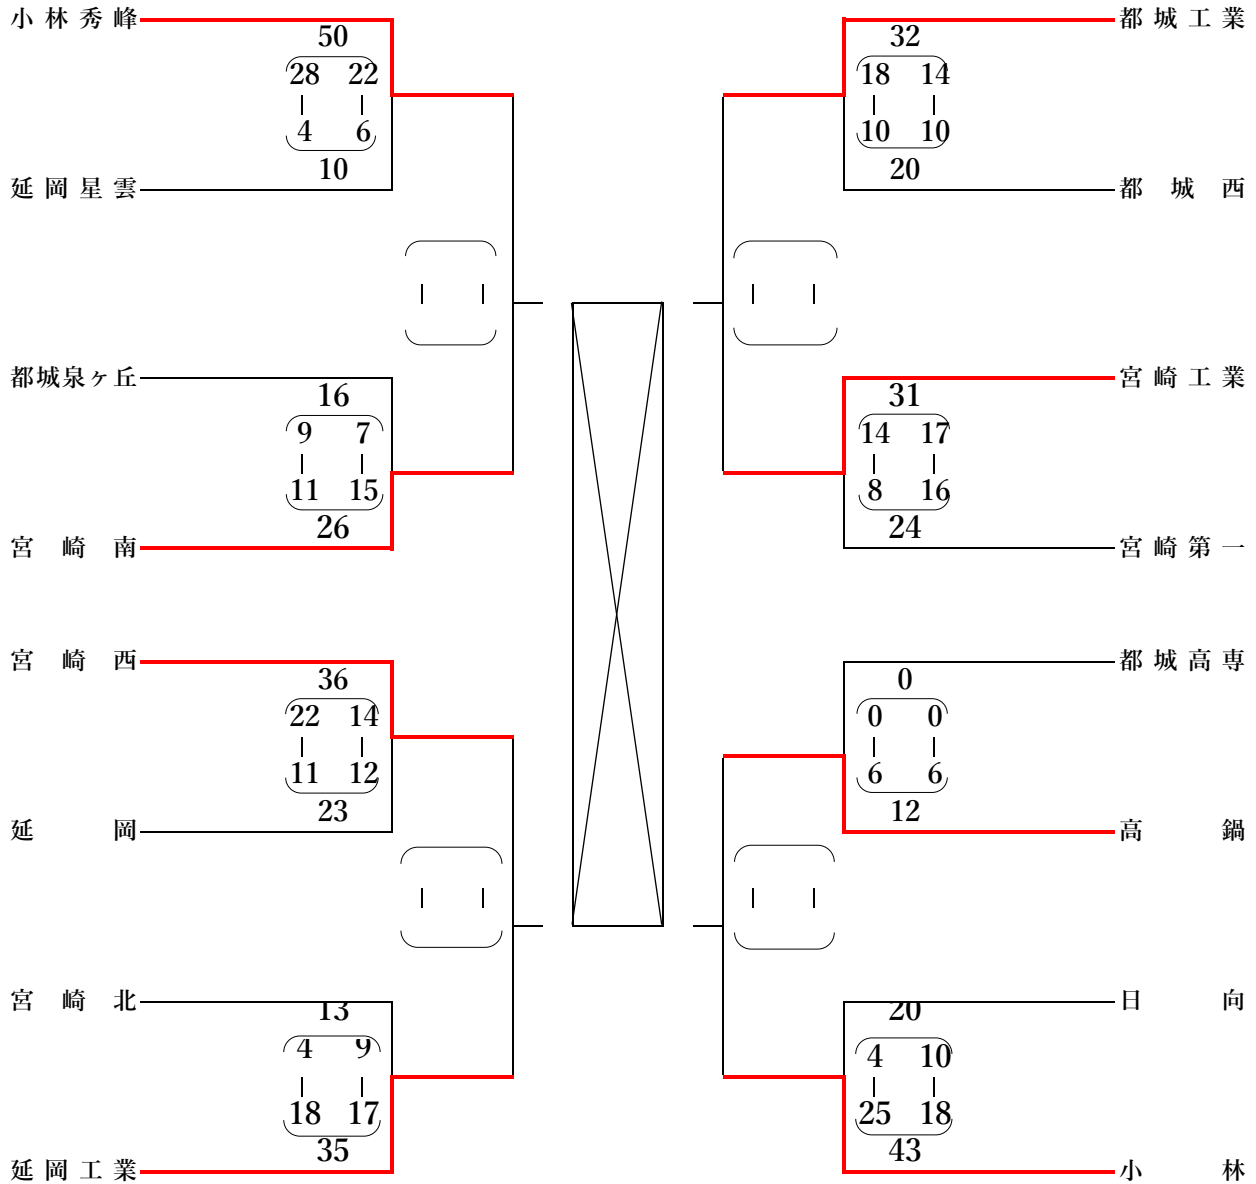 小林秀峰
50
28 22
4 6
10
延岡星雲
都城泉ヶ丘
16
9 7
11 15
26
宮崎南
宮崎西
36
22 14
11 12
23
延岡
宮崎北
13
4 9
18 17
35
延岡工業
都城工業
32
18 14
10 10
20
都城西
宮崎工業
31
14 17
8 16
24
宮崎第一
都城高専
0
0 0
6 6
12
高鍋
日向
20
4 10
25 18
43
小林